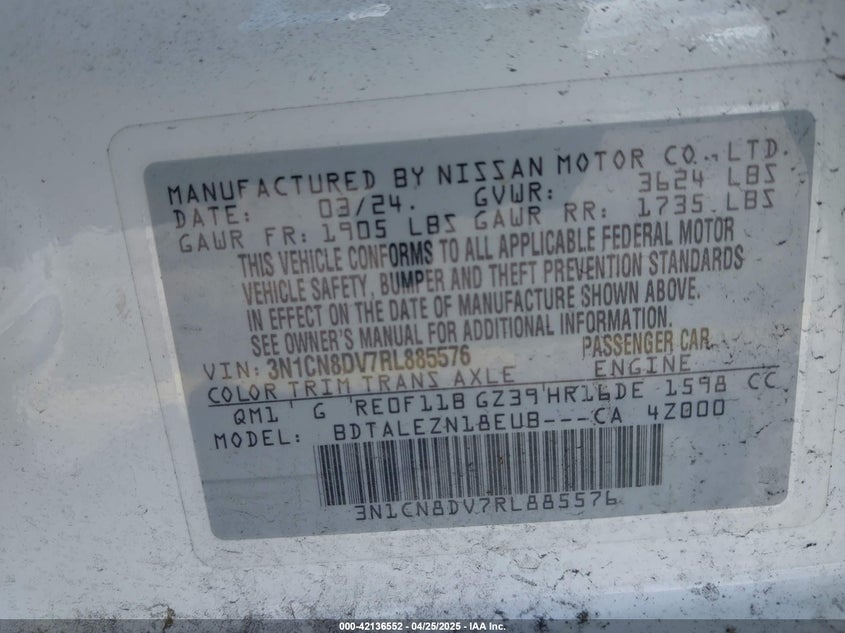 MANUFACTURED BY NISSAN MOTOR CO., LTD.
DATE: 03/24. GVWR: 3624 LBS
GAWR FR: 1905 LBS GAWR RR: 1735 LBS
THIS VEHICLE CONFORMS TO ALL APPLICABLE FEDERAL MOTOR
VEHICLE SAFETY, BUMPER AND THEFT PREVENTION STANDARDS
IN EFFECT ON THE DATE OF MANUFACTURE SHOWN ABOVE.
SEE OWNER'S MANUAL FOR ADDITIONAL INFORMATION.
VIN: 3N1CN8DV7RL885576 PASSENGER CAR
COLOR TRIM TRANS AXLE ENGINE
QM1 G RE0F11B GZ39 HR16DE 1598 CC
MODEL: BDTALEZN18EUB---CA 4Z000
3N1CN8DV7RL885576
000-42136552 | 04/25/2025 - IAA Inc.